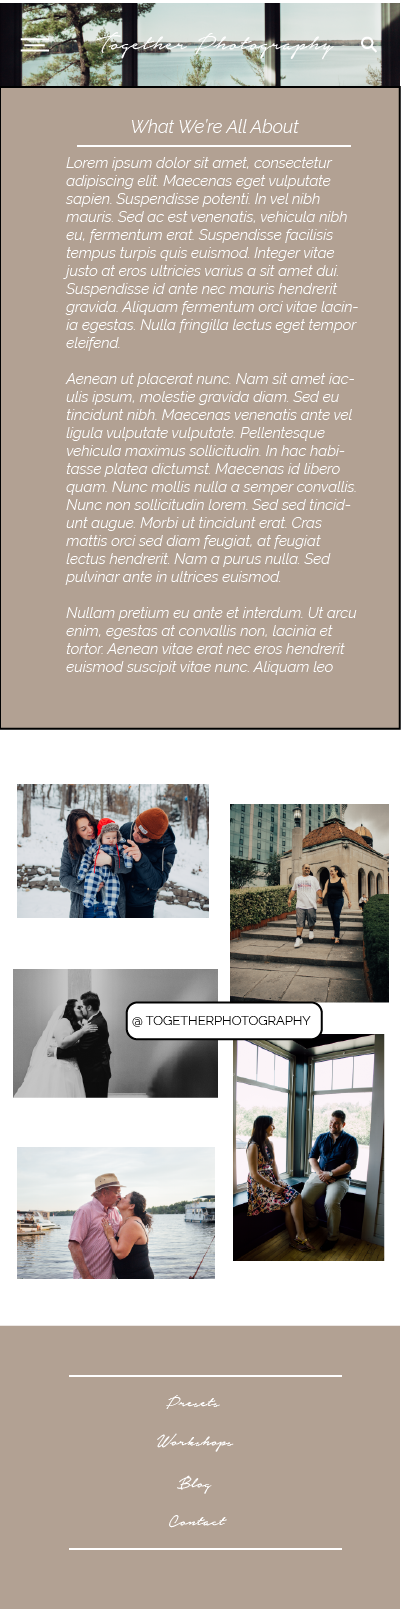 Together Photography
What We're All About
Lorem ipsum dolor sit amet, consectetur
adipiscing elit. Maecenas eget vulputate
sapien. Suspendisse potenti. In vel nibh
mauris. Sed ac est venenatis, vehicula nibh
eu, fermentum erat. Suspendisse facilisis
tempus turpis quis euismod. Integer vitae
justo at eros ultricies varius a sit amet dui.
Suspendisse id ante nec mauris hendrerit
gravida. Aliquam fermentum orci vitae lacin-
ia egestas. Nulla fringilla lectus eget tempor
eleifend.
Aenean ut placerat nunc. Nam sit amet iac-
ulis ipsum, molestie gravida diam. Sed eu
tincidunt nibh. Maecenas venenatis ante vel
ligula vulputate vulputate. Pellentesque
vehicula maximus sollicitudin. In hac habi-
tasse platea dictumst. Maecenas id libero
quam. Nunc mollis nulla a semper convallis.
Nunc non sollicitudin lorem. Sed sed tincid-
unt augue. Morbi ut tincidunt erat. Cras
mattis orci sed diam feugiat, at feugiat
lectus hendrerit. Nam a purus nulla. Sed
pulvinar ante in ultrices euismod.
Nullam pretium eu ante et interdum. Ut arcu
enim, egestas at convallis non, lacinia et
tortor. Aenean vitae erat nec eros hendrerit
euismod suscipit vitae nunc. Aliquam leo
@ TOGETHERPHOTOGRAPHY
Presets
Workshops
Blog
Contact